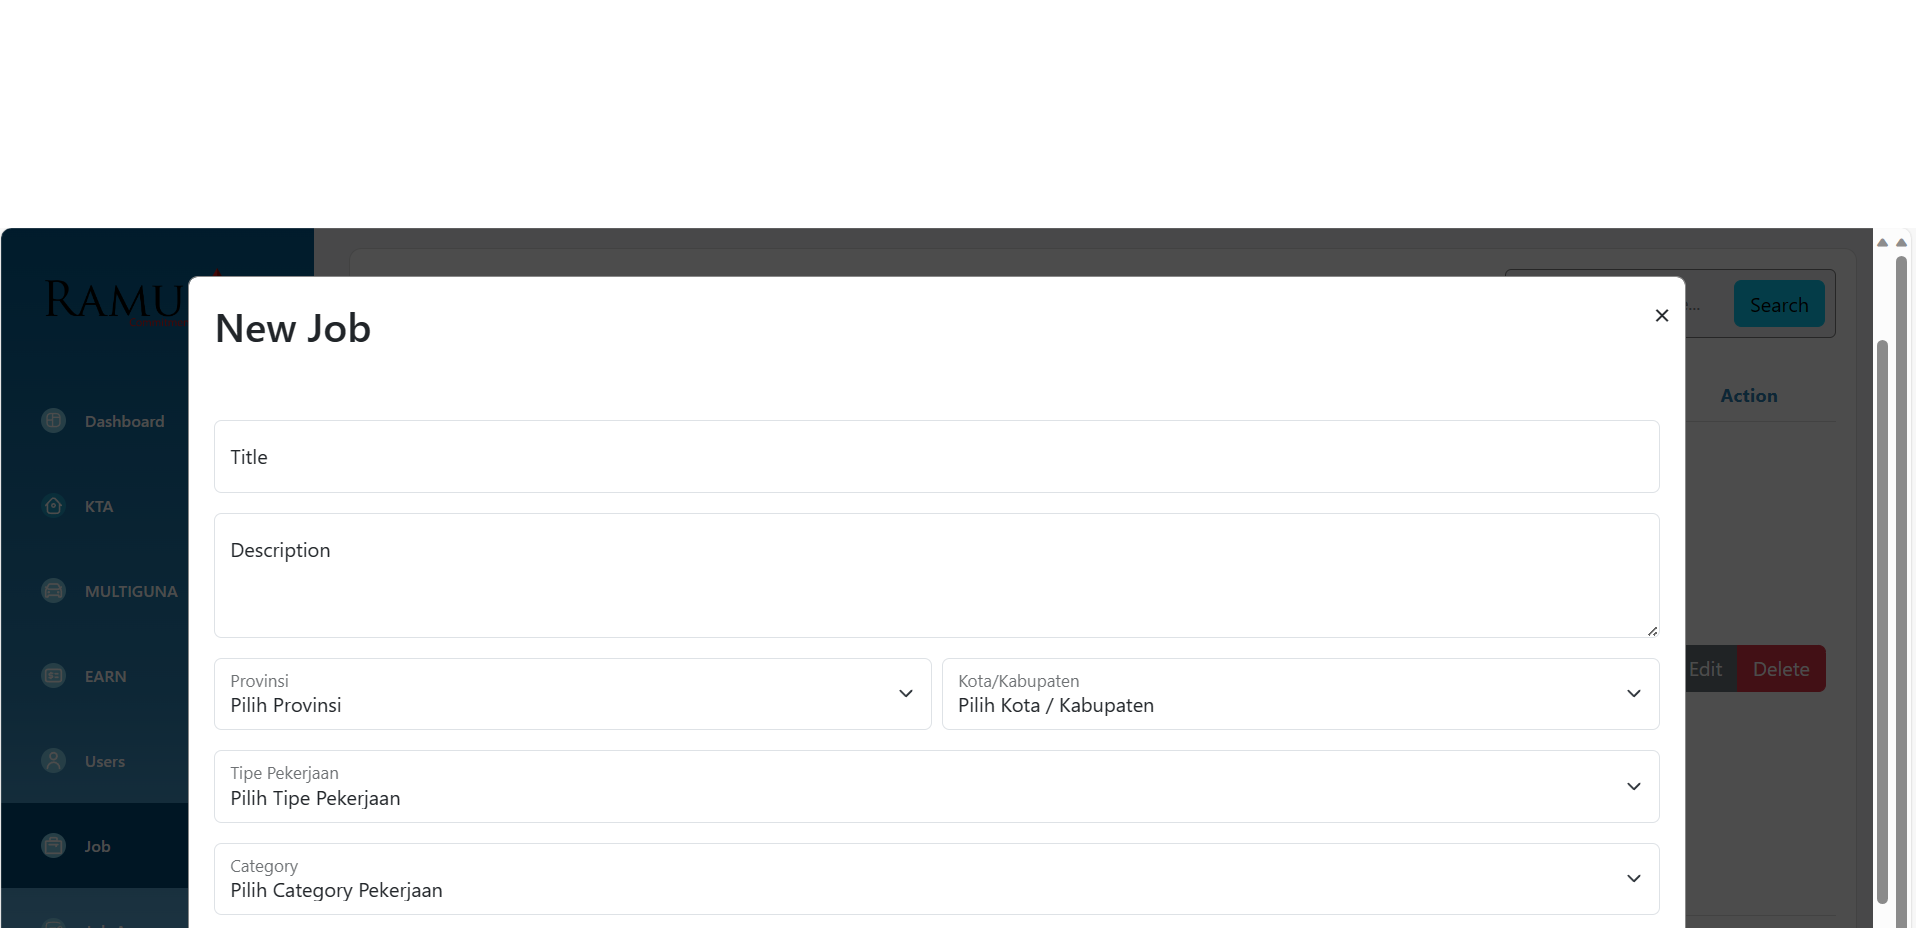 RAMU
New Job
Search
Action
Dashboard
Title
KTA
Description
MULTIGUNA
Edit
Delete
EARN
Provinsi
Pilih Provinsi
Kota/Kabupaten
Pilih Kota / Kabupaten
Users
Tipe Pekerjaan
Pilih Tipe Pekerjaan
Job
Category
Pilih Category Pekerjaan